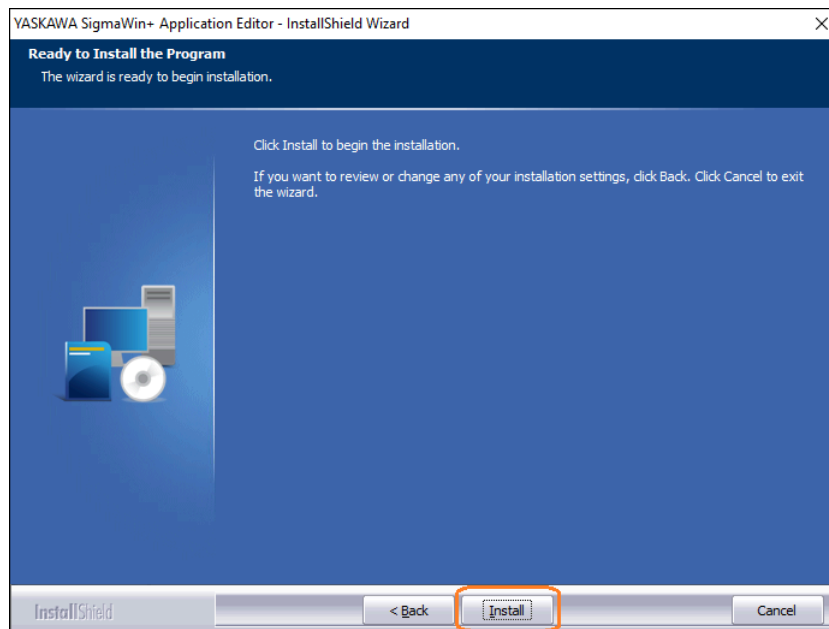 YASKAWA SigmaWin+ Application Editor - InstallShield Wizard
Ready to Install the Program
The wizard is ready to begin installation.
Click Install to begin the installation.
If you want to review or change any of your installation settings, click Back. Click Cancel to exit
the wizard.
InstallShield
< Back
Install
Cancel